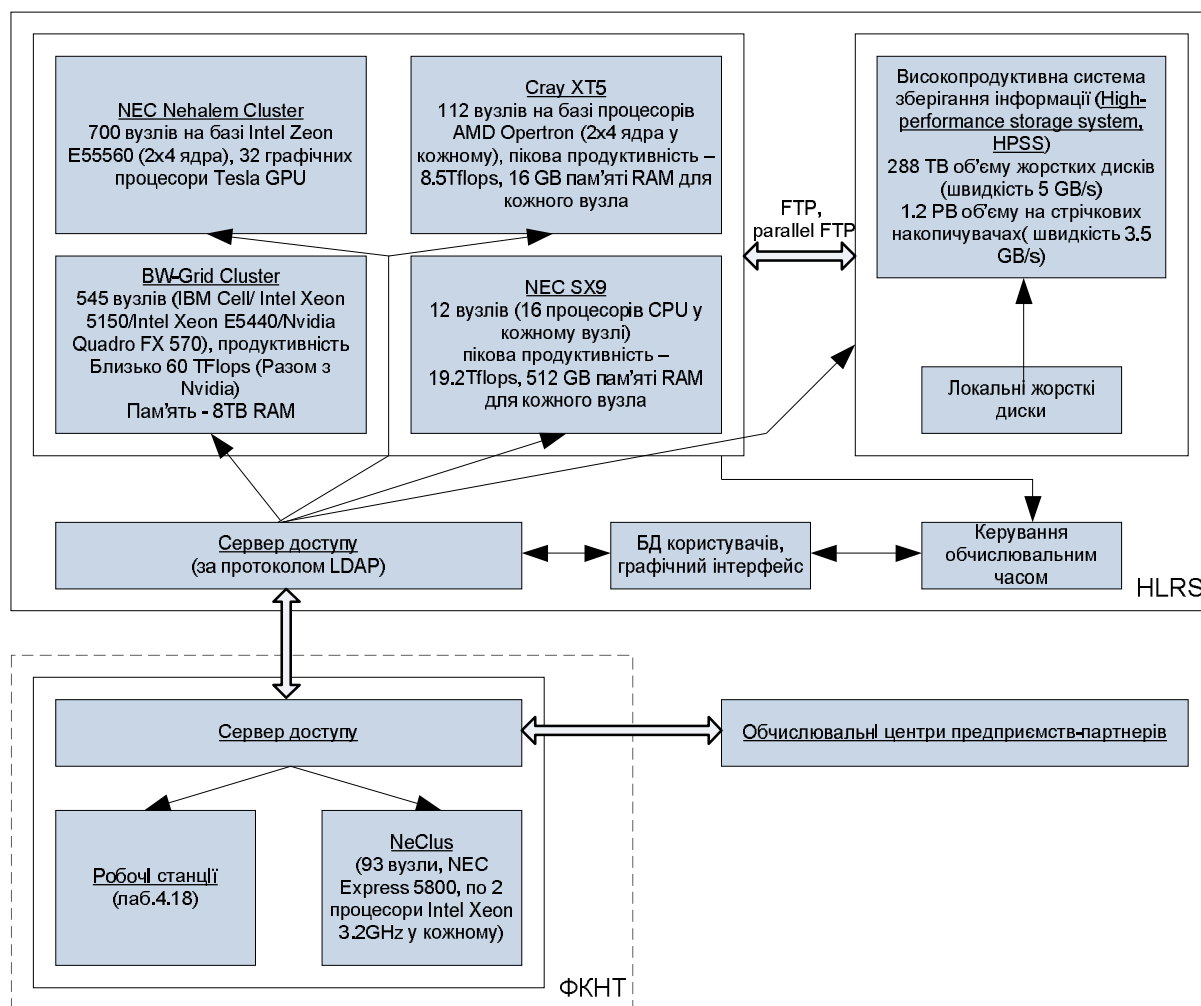 NEC Nehalem Cluster
700 вузлів на базі Intel Zeon
E55560 (2x4 ядра), 32 графічних
процесори Tesla GPU
Cray XT5
112 вузлів на базі процесорів
AMD Opertron (2x4 ядра у
кожному), пікова продуктивність –
8.5Tflops, 16 GB пам'яті RAM для
кожного вузла
Високопродуктивна система
зберігання інформації (High-
performance storage system,
HPSS)
288 TB об'єму жорстких дисків
(швидкість 5 GB/s)
1.2 PB об'єму на стрічкових
накопичувачах( швидкість 3.5
GB/s)
FTP,
parallel FTP
BW-Grid Cluster
545 вузлів (IBM Cell/ Intel Xeon
5150/Intel Xeon E5440/Nvidia
Quadro FX 570), продуктивність
Близько 60 TFlops (Разом з
Nvidia)
Пам'ять - 8TB RAM
NEC SX9
12 вузлів (16 процесорів CPU у
кожному вузлі)
пікова продуктивність –
19.2Tflops, 512 GB пам'яті RAM
для кожного вузла
Локальні жорсткі
диски
Сервер доступу
(за протоколом LDAP)
БД користувачів,
графічний інтерфейс
Керування
обчислювальним
часом
HLRS
Сервер доступу
Обчислювальні центри предприємств-партнерів
Робочі станції
(лаб.4.18)
NeClus
(93 вузли, NEC
Express 5800, по 2
процесори Intel Xeon
3.2GHz у кожному)
ФКНТ